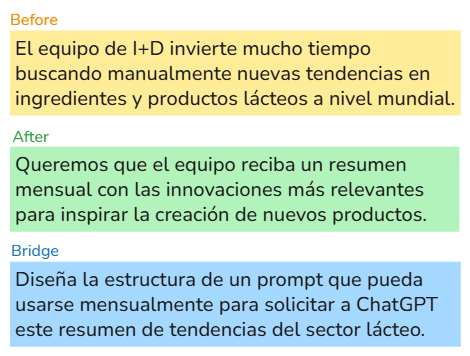 Before
El equipo de I+D invierte mucho tiempo
buscando manualmente nuevas tendencias en
ingredientes y productos lácteos a nivel mundial.
After
Queremos que el equipo reciba un resumen
mensual con las innovaciones más relevantes
para inspirar la creación de nuevos productos.
Bridge
Diseña la estructura de un prompt que pueda
usarse mensualmente para solicitar a ChatGPT
este resumen de tendencias del sector lácteo.